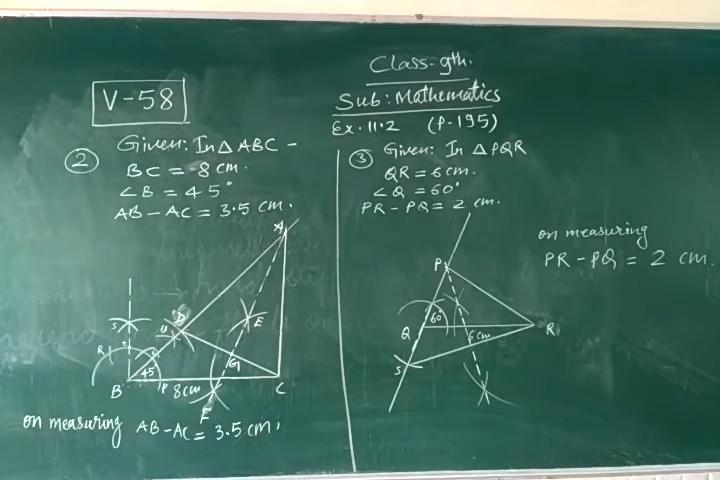 Class-9th.
V-58
Sub: Mathematics
Ex. 11.2 (P.195)
② Given: In △ ABC -
BC = 8 cm.
∠B = 45°
AB - AC = 3.5 cm.
A
D
E
S
R
45
B
P
8cm
G
C
F
on measuring AB - AC = 3.5 cm.
③ Given: In △ PQR
QR = 6 cm.
∠Q = 60°
PR - PQ = 2 cm.
P
60
Q
6cm
R
S
on measuring
PR - PQ = 2 cm.